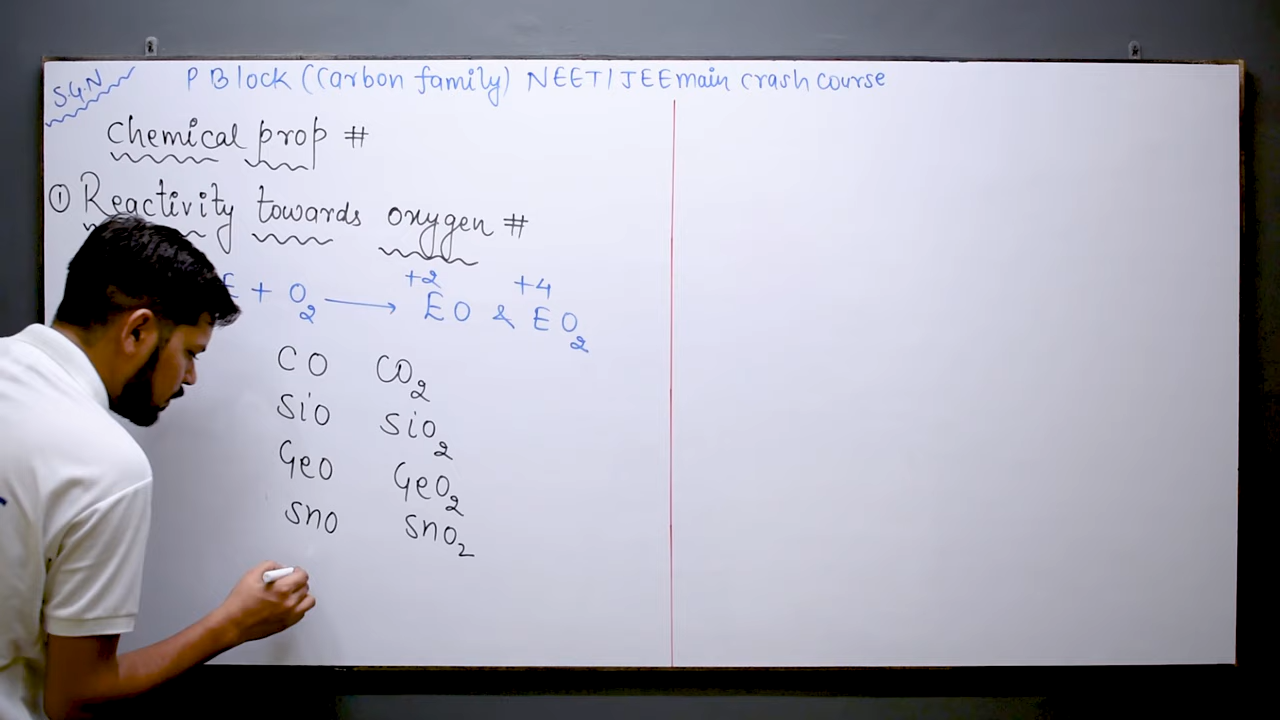 S.G.N
P Block (Carbon family) NEET/JEEmain crash course
Chemical prop #
① Reactivity towards oxygen #
+2 +4
E + O2 ⟶ EO & EO2
CO CO2
SiO SiO2
GeO GeO2
SnO SnO2